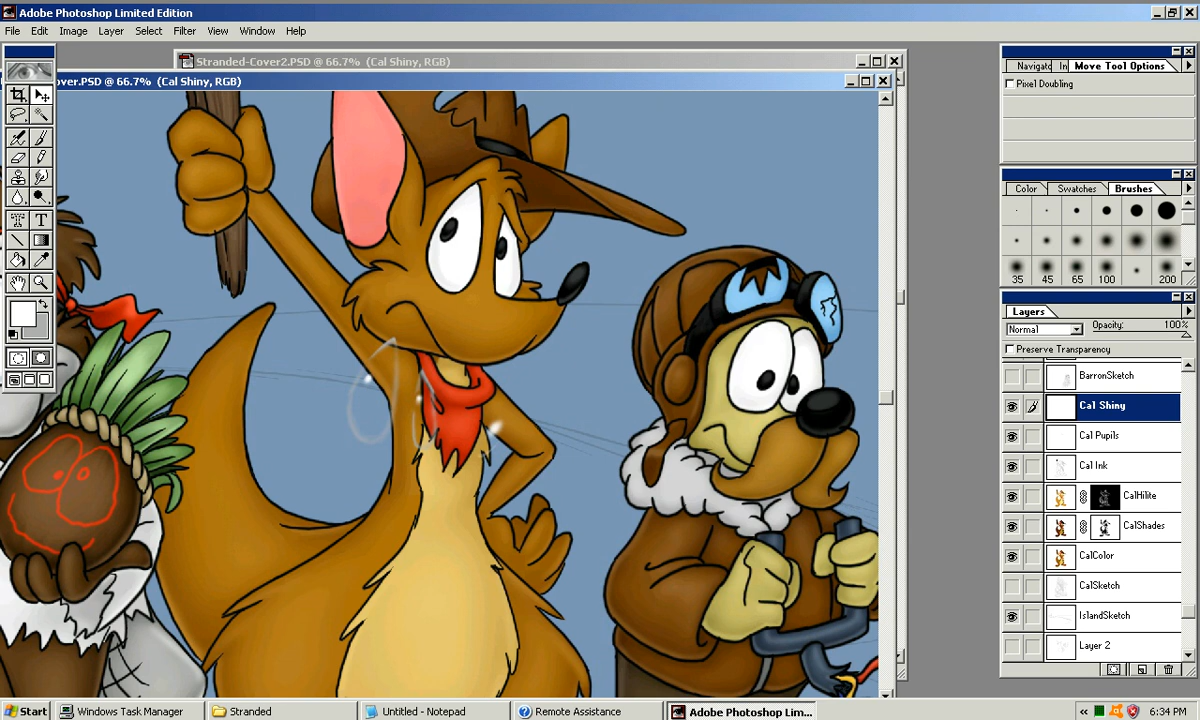 Adobe Photoshop Limited Edition
File Edit Image Layer Select Filter View Window Help
Stranded-Cover2.PSD @ 66.7% (Cal Shiny, RGB)
over.PSD @ 66.7% (Cal Shiny, RGB)
Navigatc In Move Tool Options
Pixel Doubling
Color Swatches Brushes
35 45 65 100 200
Layers
Normal Opacity: 100%
Preserve Transparency
BarronSketch
Cal Shiny
Cal Pupils
Cal Ink
CalHilite
CalShades
CalColor
CalSketch
IslandSketch
Layer 2
Start Windows Task Manager Stranded Untitled - Notepad Remote Assistance Adobe Photoshop Lim... 6:34 PM